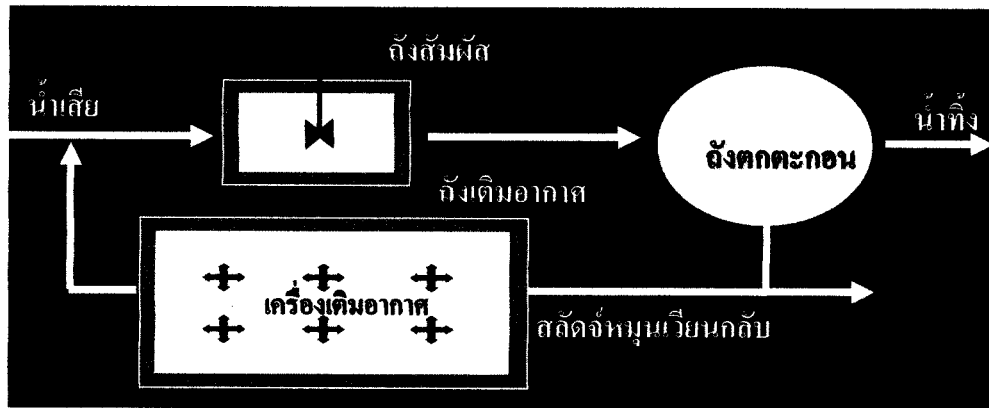 ถังสัมผัส
น้ำเสีย
น้ำทิ้ง
ถังตกตะกอน
ถังเติมอากาศ
เครื่องเติมอากาศ
สลัดจ์หมุนเวียนกลับ